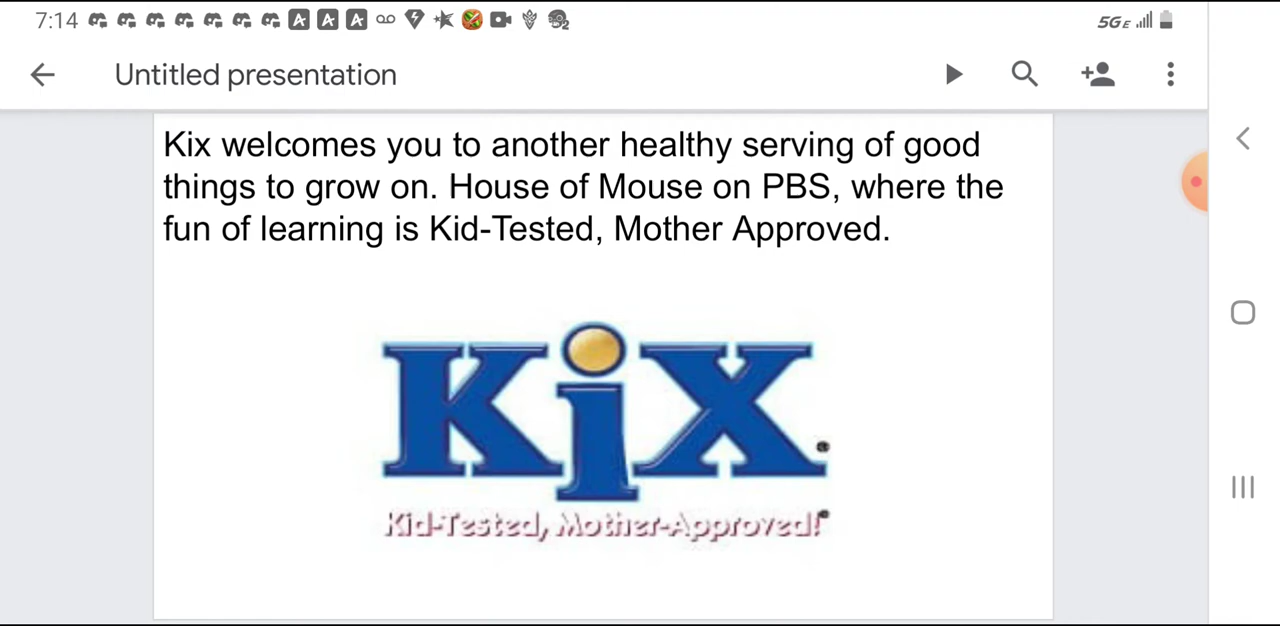 7:14
5G E
Untitled presentation
Kix welcomes you to another healthy serving of good
things to grow on. House of Mouse on PBS, where the
fun of learning is Kid-Tested, Mother Approved.
KiX
Kid-Tested, Mother-Approved!